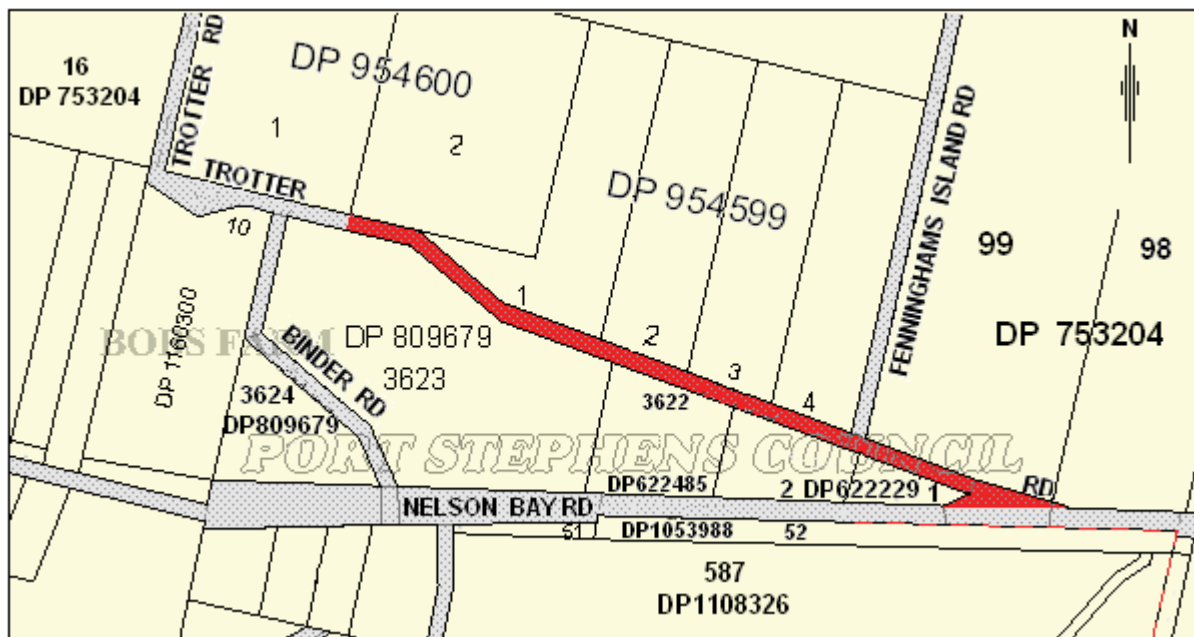 N
16
DP 753204
TROTTER RD
DP 954600
1
2
TROTTER
DP 954599
FENNINGHAMS ISLAND RD
99
98
DP 753204
10
DP 1160300
BINDER RD
DP 809679
3623
3624
DP809679
1
2
3
4
3622
PORT STEPHENS COUNCIL
RD
DP622485
2 DP622229 1
NELSON BAY RD
51
DP1053988
52
587
DP1108326